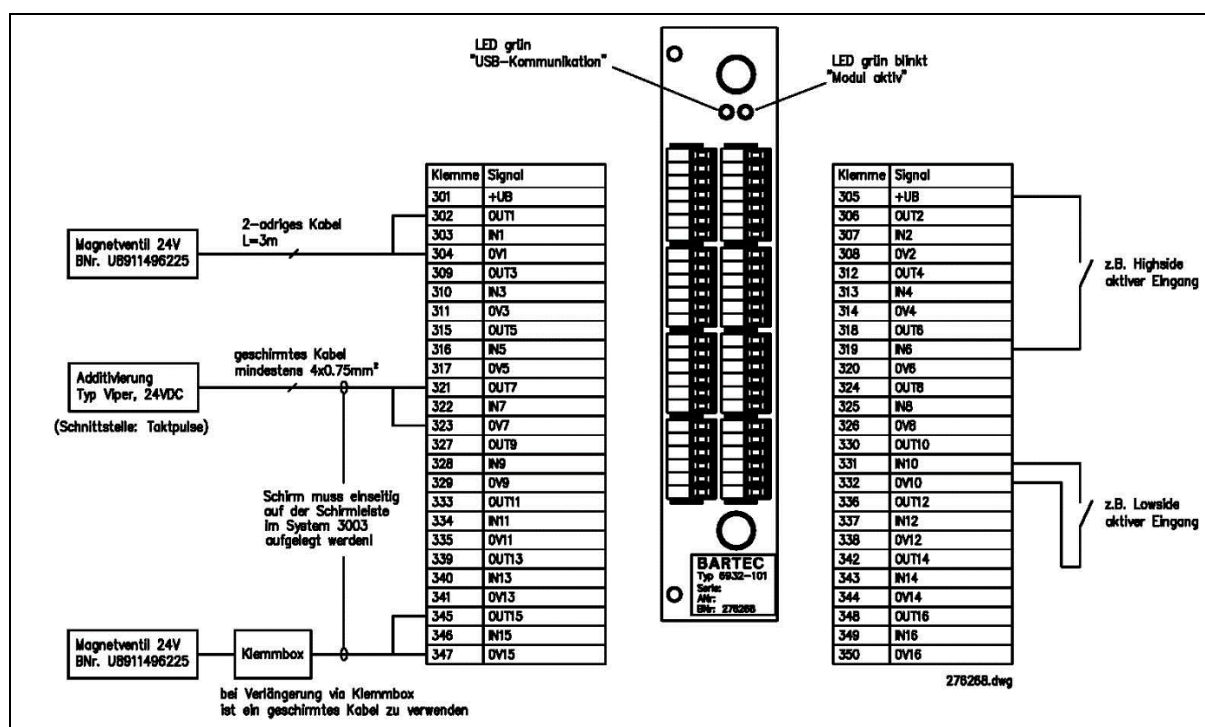 LED grün
"USB-Kommunikation"
LED grün blinkt
"Modul aktiv"
2-adriges Kabel
L=3m
Magnetventil 24V
BNr. U8911496225
geschirmtes Kabel
mindestens 4x0.75mm²
Additivierung
Typ Viper, 24VDC
(Schnittstelle: Taktpulse)
Schirm muss einseitig
auf der Schirmleiste
im System 3003
aufgelegt werden!
Magnetventil 24V
BNr. U8911496225
Klemmbox
bei Verlängerung via Klemmbox
ist ein geschirmtes Kabel zu verwenden
Klemme Signal
301 +UB
302 OUT1
303 IN1
304 0V1
309 OUT3
310 IN3
311 0V3
315 OUT5
316 IN5
317 0V5
321 OUT7
322 IN7
323 0V7
327 OUT9
328 IN9
329 0V9
333 OUT11
334 IN11
335 0V11
339 OUT13
340 IN13
341 0V13
345 OUT15
346 IN15
347 0V15
BARTEC
Typ 6932-101
Serie:
ANr:
BNr: 276268
Klemme Signal
305 +UB
306 OUT2
307 IN2
308 0V2
312 OUT4
313 IN4
314 0V4
318 OUT6
319 IN6
320 0V6
324 OUT8
325 IN8
326 0V8
330 OUT10
331 IN10
332 0V10
336 OUT12
337 IN12
338 0V12
342 OUT14
343 IN14
344 0V14
348 OUT16
349 IN16
350 0V16
z.B. Highside
aktiver Eingang
z.B. Lowside
aktiver Eingang
276268.dwg